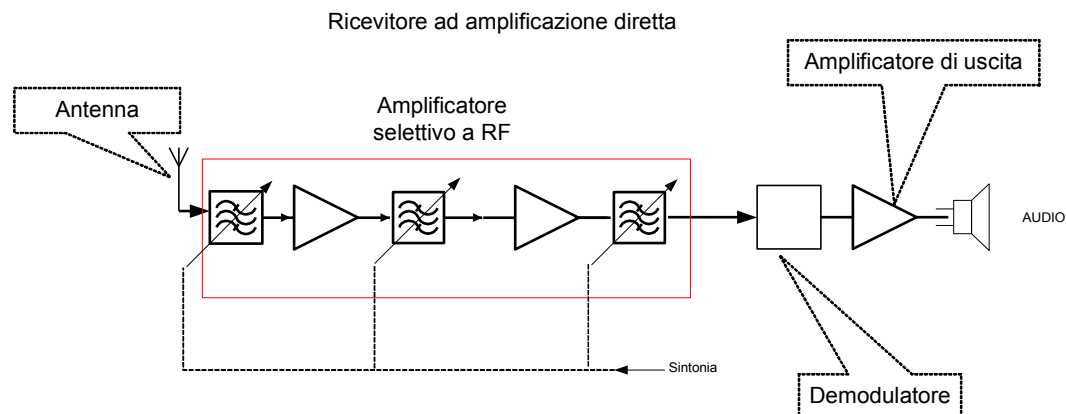 Ricevitore ad amplificazione diretta
Amplificatore di uscita
Antenna
Amplificatore
selettivo a RF
AUDIO
Sintonia
Demodulatore